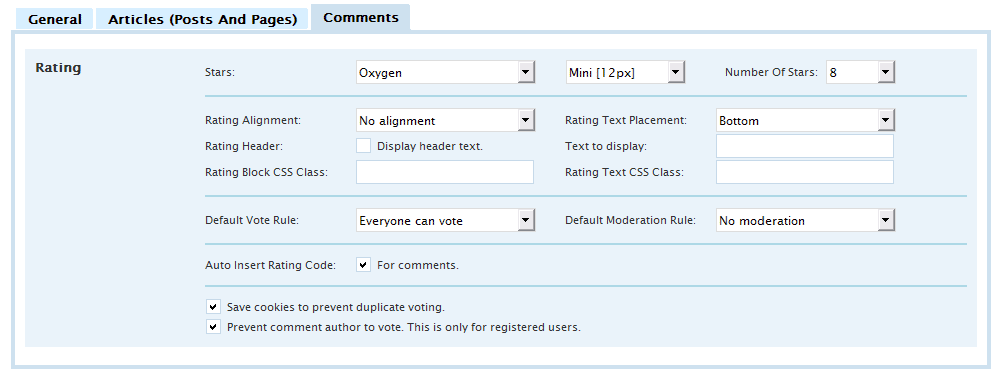 General Articles (Posts And Pages) Comments
Rating
Stars: Oxygen Mini [12px] Number Of Stars: 8
Rating Alignment: No alignment Rating Text Placement: Bottom
Rating Header: Display header text. Text to display:
Rating Block CSS Class: Rating Text CSS Class:
Default Vote Rule: Everyone can vote Default Moderation Rule: No moderation
Auto Insert Rating Code: For comments.
Save cookies to prevent duplicate voting.
Prevent comment author to vote. This is only for registered users.